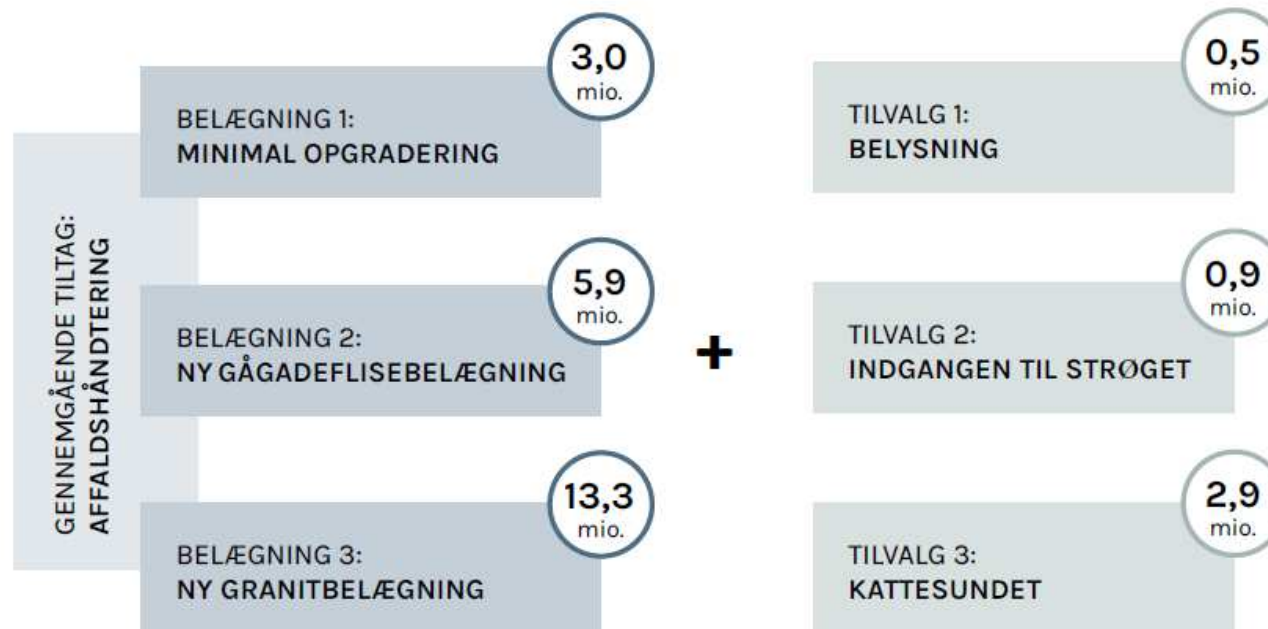 GENNEMGÅENDE TILTAG:
AFFALDSHÅNDTERING
3,0
mio.
BELÆGNING 1:
MINIMAL OPGRADERING
5,9
mio.
BELÆGNING 2:
NY GÅGADEFLISEBELÆGNING
13,3
mio.
BELÆGNING 3:
NY GRANITBELÆGNING
+
0,5
mio.
TILVALG 1:
BELYSNING
0,9
mio.
TILVALG 2:
INDGANGEN TIL STRØGET
2,9
mio.
TILVALG 3:
KATTESUNDET